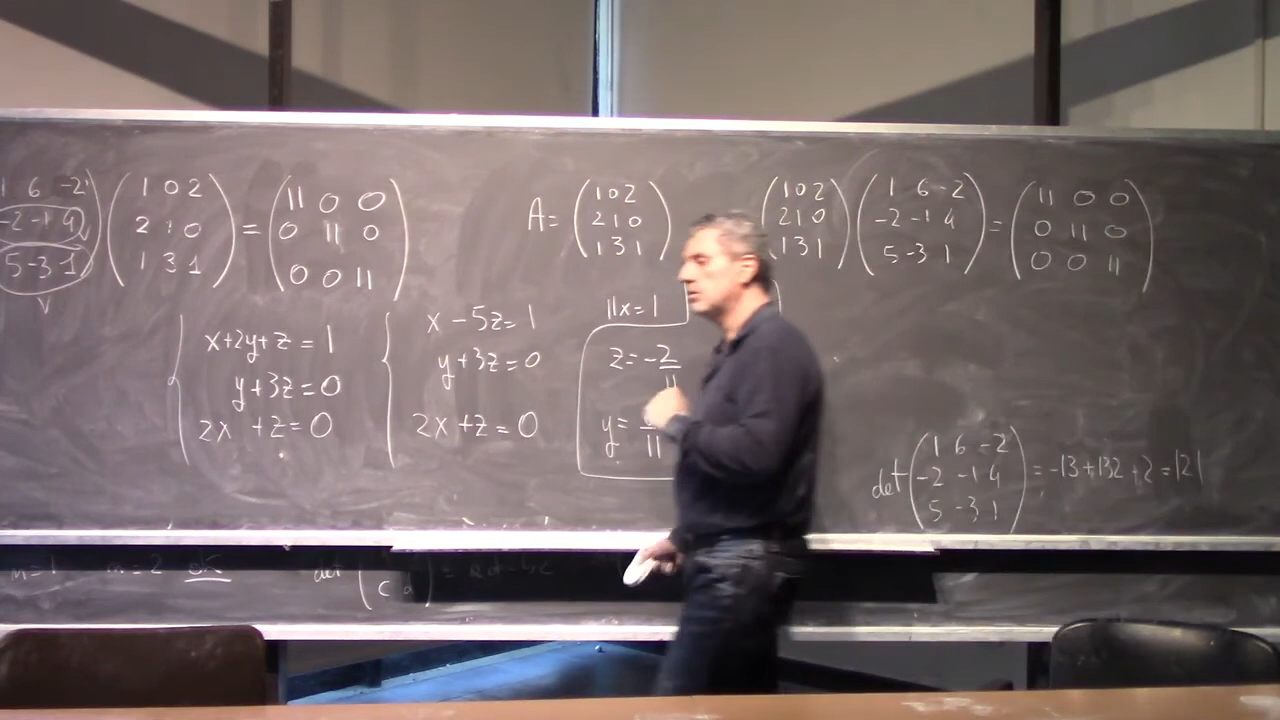 1 6 -2
-2 -1 4
5 -3 1
1 0 2
2 1 0
1 3 1
=
11 0 0
0 11 0
0 0 11
A=
1 0 2
2 1 0
1 3 1
1 0 2
2 1 0
1 3 1
1 6 -2
-2 -1 4
5 -3 1
=
11 0 0
0 11 0
0 0 11
x+2y+z=1
y+3z=0
2x +z=0
x-5z=1
y+3z=0
2x+z=0
11x=1
z=-2/11
y= /11
det
1 6 -2
-2 -1 4
5 -3 1
=-13+132+2=121
n=1 n=2 ok
det
c d